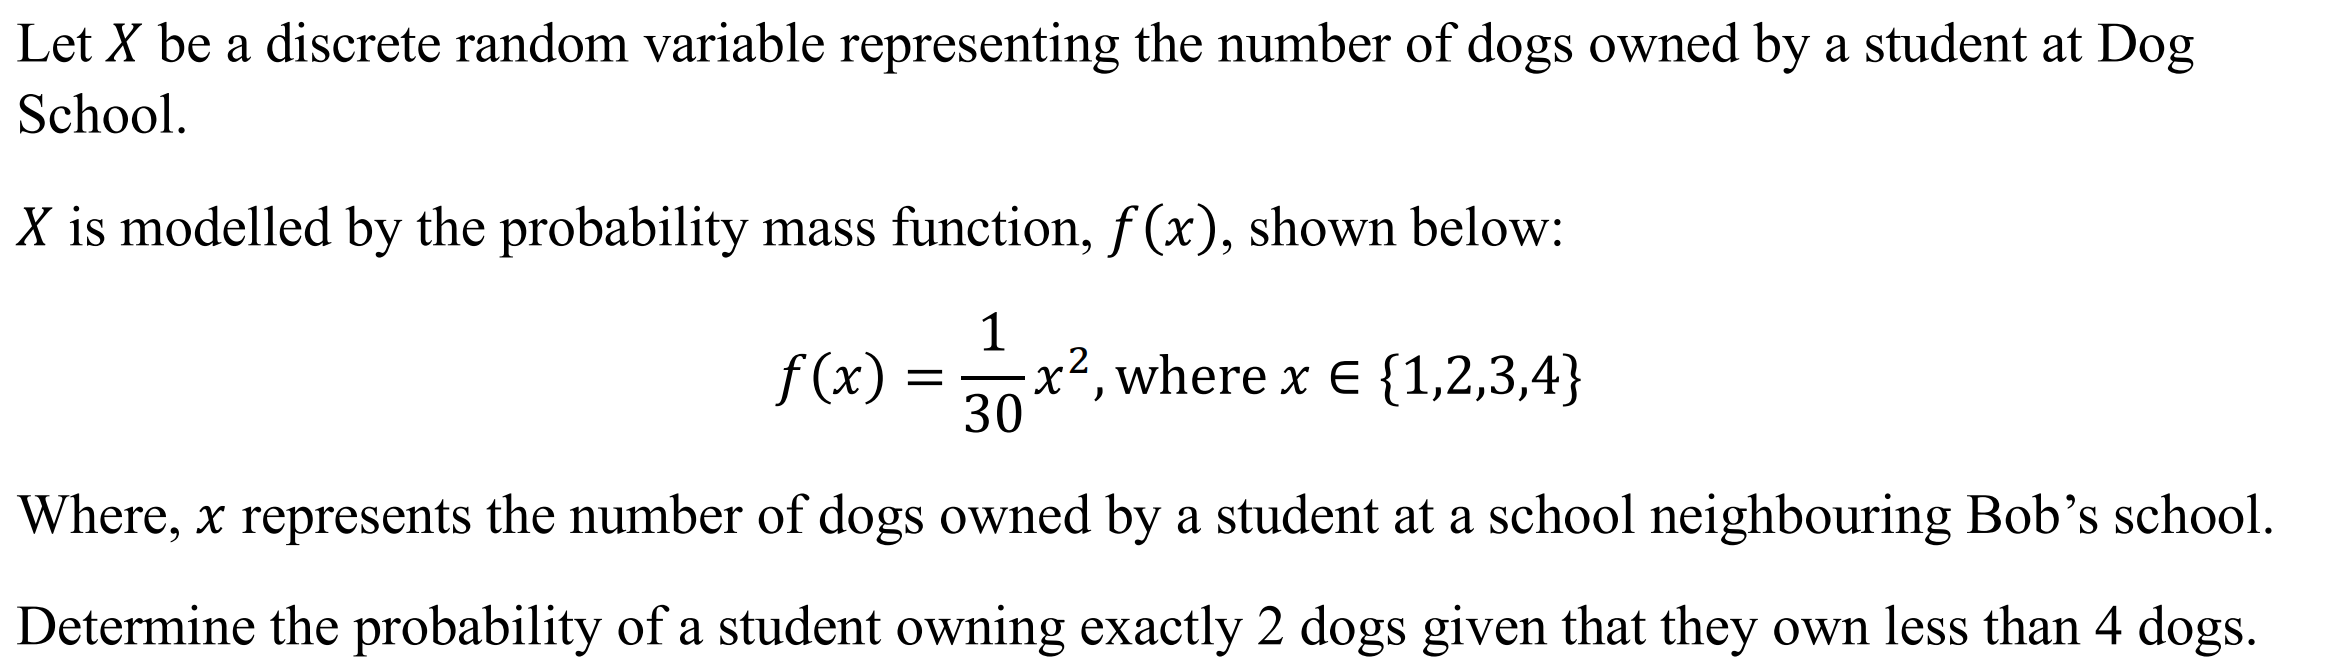 Let X be a discrete random variable representing the number of dogs owned by a student at Dog
School.
X is modelled by the probability mass function, f(x), shown below:
f(x) = \frac{1}{30}x^2, where x ∈ {1,2,3,4}
Where, x represents the number of dogs owned by a student at a school neighbouring Bob’s school.
Determine the probability of a student owning exactly 2 dogs given that they own less than 4 dogs.